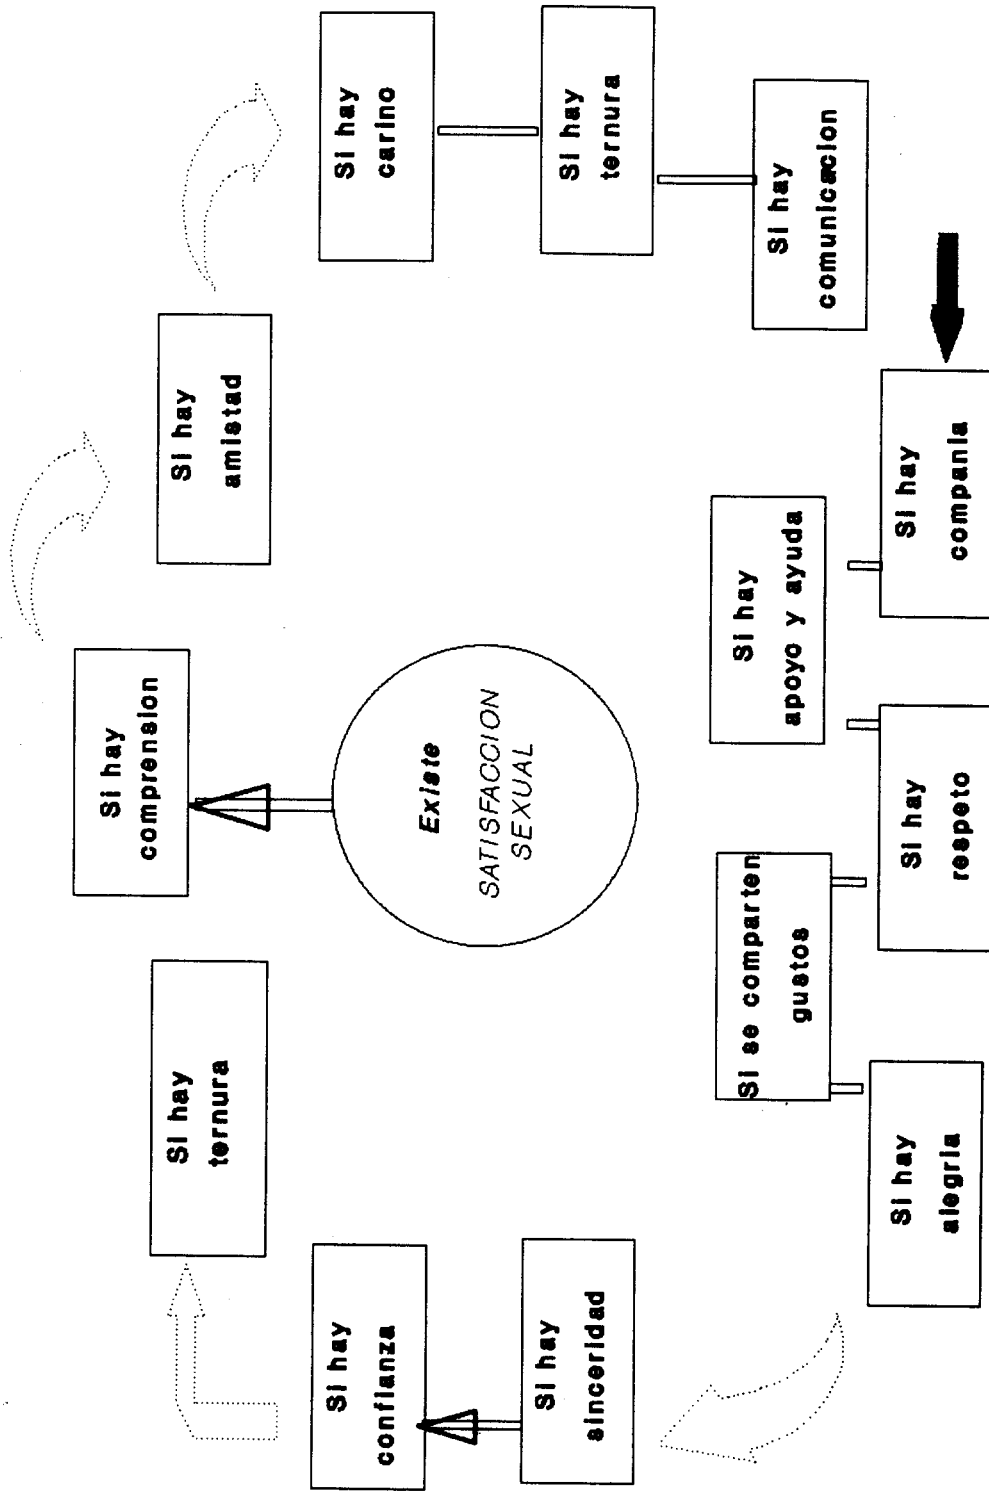 Si hay
comprension
Si hay
ternura
Si hay
amistad
Si hay
confianza
Si hay
carino
Existe
SATISFACCION
SEXUAL
Si hay
sinceridad
Si hay
ternura
Si se comparten
gustos
Si hay
apoyo y ayuda
Si hay
comunicacion
Si hay
alegria
Si hay
respeto
Si hay
compania